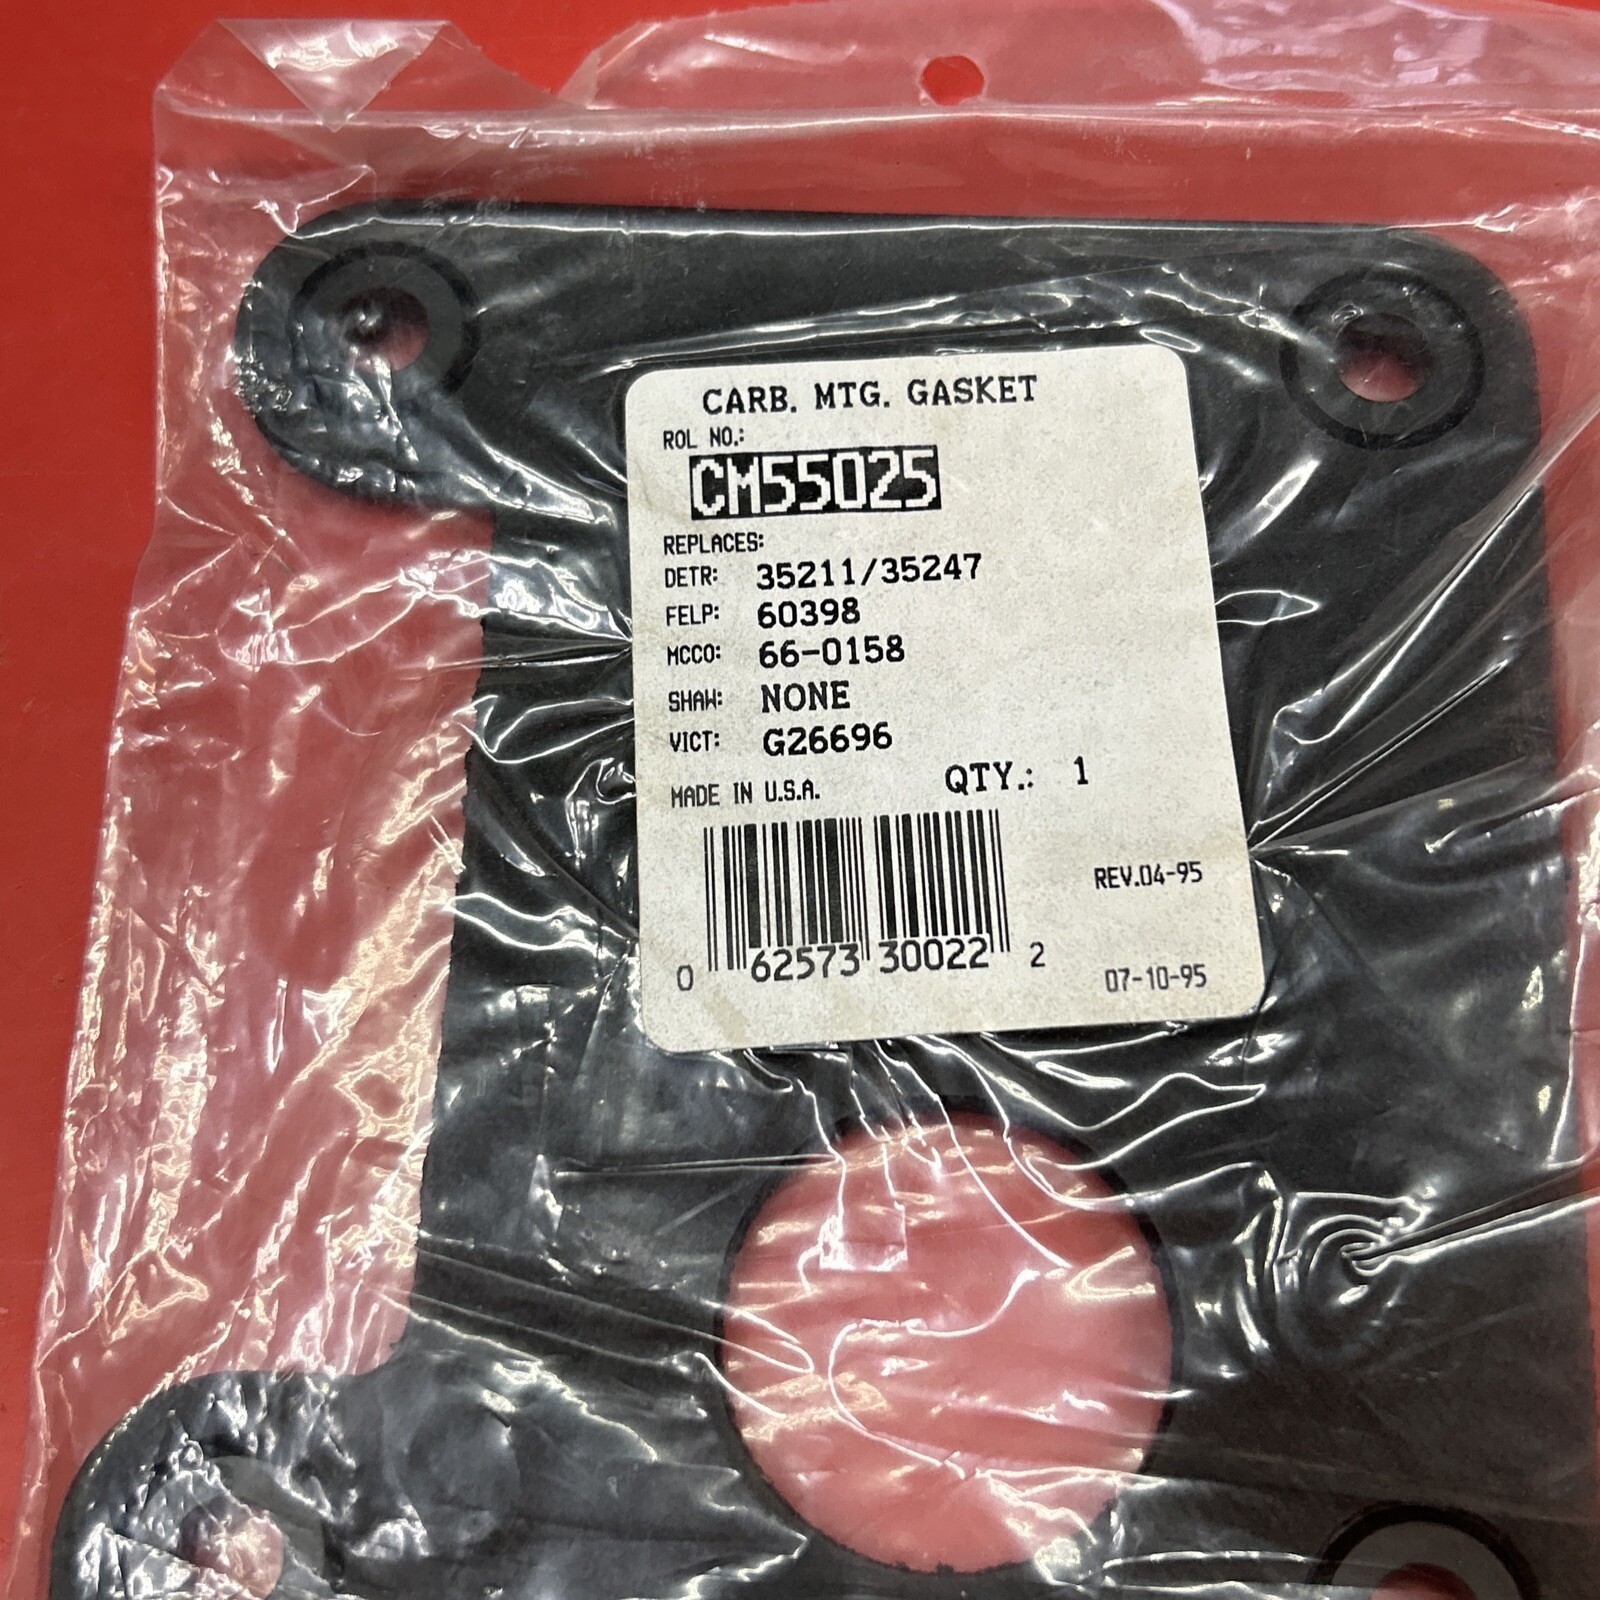 CARB. MTG. GASKET
ROL NO.:
CM55025
REPLACES:
DETR: 35211/35247
FELP: 60398
MCCO: 66-0158
SHAW: NONE
VICT: G26696
MADE IN U.S.A. QTY.: 1
REV.04-95
0 62573 30022 2
07-10-95